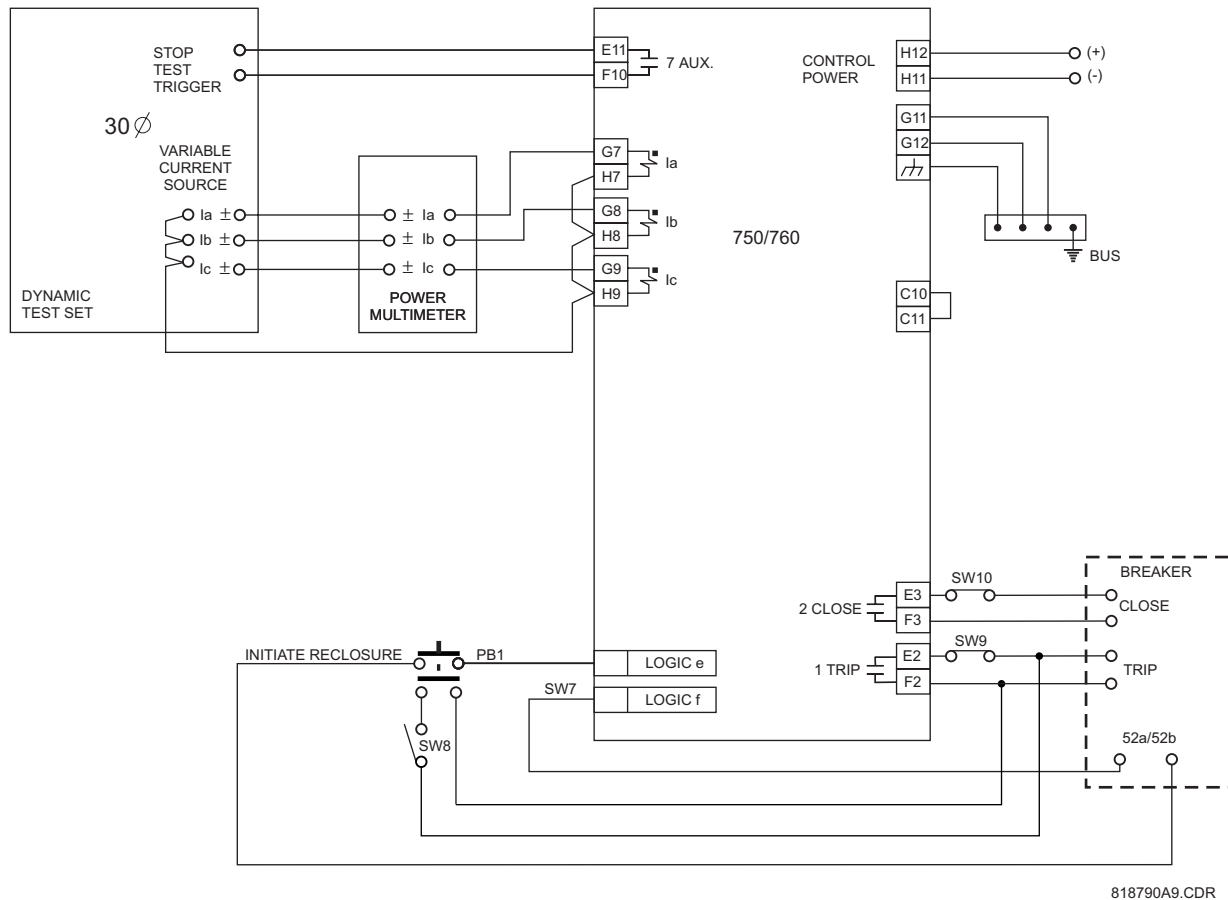 STOP
TEST
TRIGGER
30∅
VARIABLE
CURRENT
SOURCE
Ia ±
Ib ±
Ic ±
DYNAMIC
TEST SET
± Ia
± Ib
± Ic
POWER
MULTIMETER
E11
F10
7 AUX.
G7
H7
Ia
G8
H8
Ib
G9
H9
Ic
750/760
CONTROL
POWER
H12
H11
(+)
(-)
G11
G12
BUS
C10
C11
2 CLOSE
E3
F3
SW10
1 TRIP
E2
F2
SW9
BREAKER
CLOSE
TRIP
52a/52b
INITIATE RECLOSURE
PB1
LOGIC e
SW7
LOGIC f
SW8
818790A9.CDR